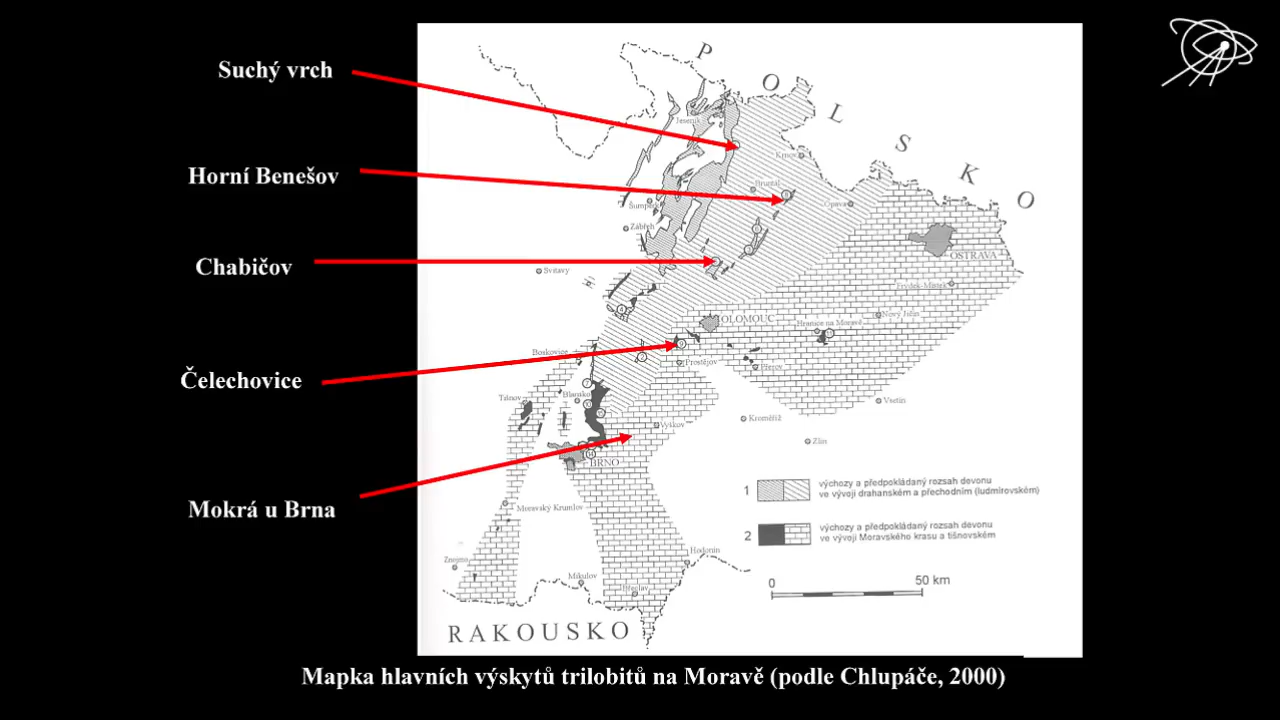 Suchý vrch
Horní Benešov
Chabičov
Čelechovice
Mokrá u Brna
POLSKO
Jeseník
Krnov
Bruntál
Opava
Šumperk
Zábřeh
OSTRAVA
Svitavy
Frýdek-Místek
OLOMOUC
Nový Jičín
Hranice na Moravě
Boskovice
Prostějov
Přerov
Tišnov
Blansko
Vsetín
Kroměříž
Vyškov
Zlín
BRNO
1 výchozy a předpokládaný rozsah devonu
ve vývoji drahanském a přechodním (ludmírovském)
Moravský Krumlov
2 výchozy a předpokládaný rozsah devonu
ve vývoji Moravského krasu a tišnovském
Hodonín
Znojmo
Mikulov
Břeclav
0 50 km
RAKOUSKO
Mapka hlavních výskytů trilobitů na Moravě (podle Chlupáče, 2000)